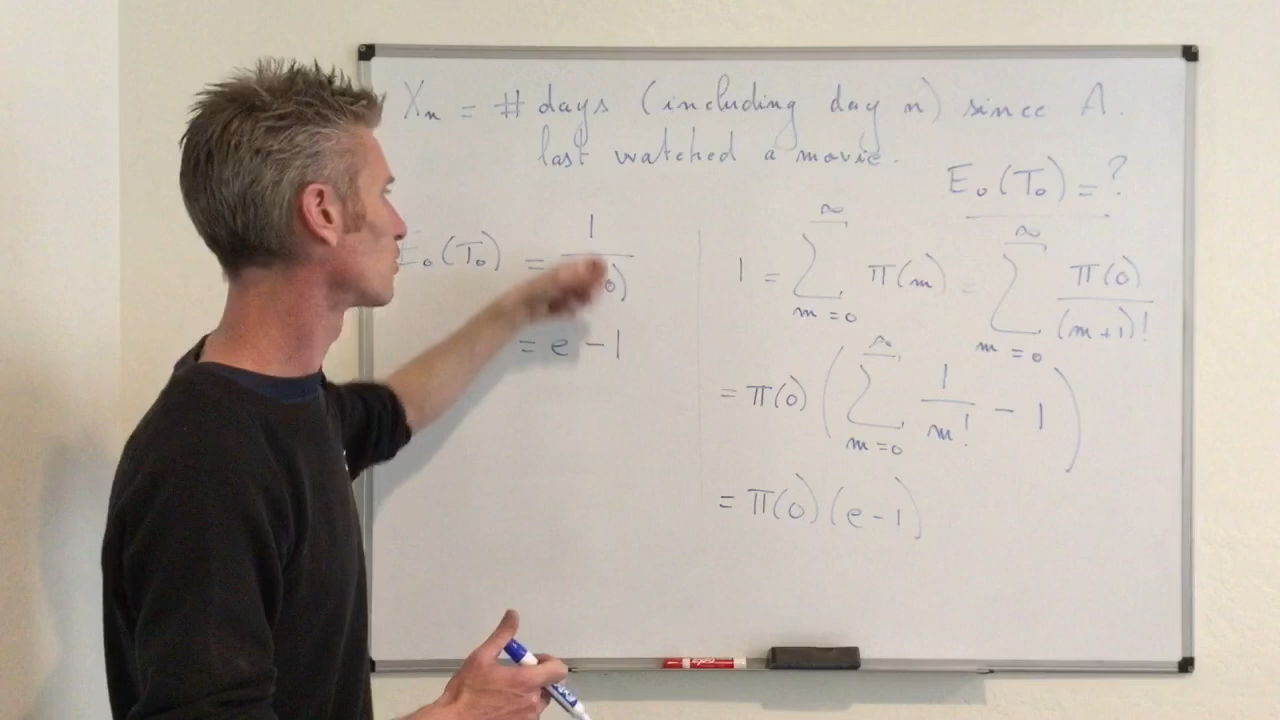 Xₙ = # days (including day n) since A.
last watched a movie.
E₀(T₀) = ?
E₀(T₀) = 1 / 0)
= e - 1
1 = ∑_{m=0}^{∞} π(m) = ∑_{m=0}^{∞} π(0) / (m+1)!
= π(0) ( ∑_{m=0}^{∞} 1 / m! - 1 )
= π(0) (e - 1)